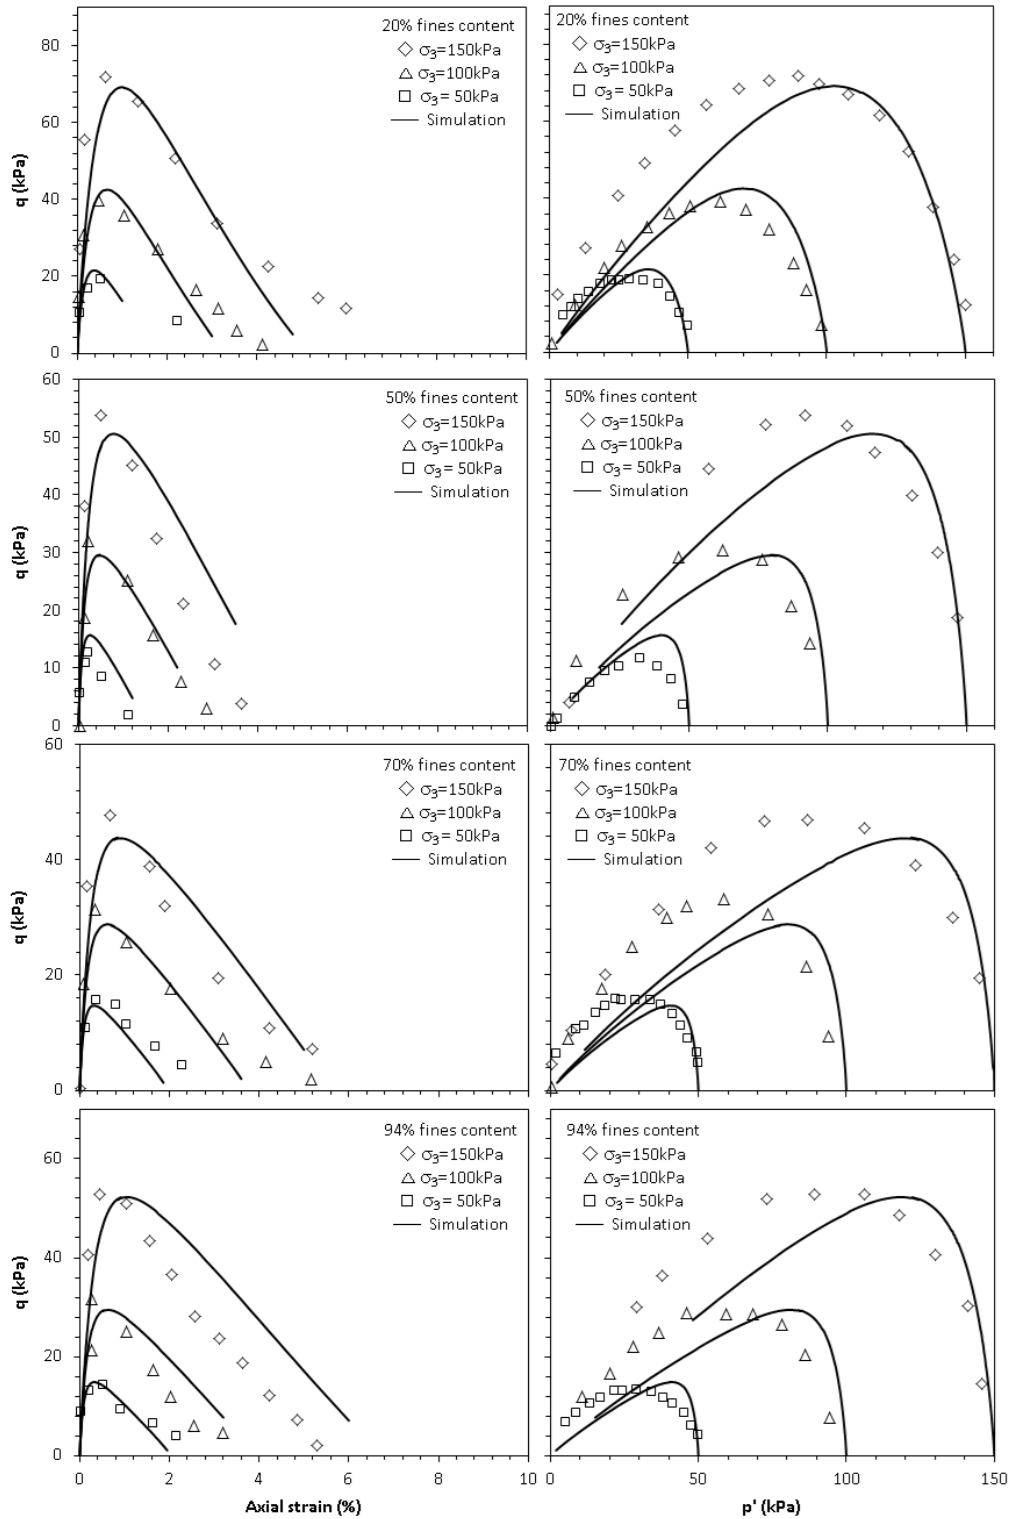 20% fines content
σ3=150kPa
σ3=100kPa
σ3= 50kPa
Simulation
80
60
40
20
0
q (kPa)
20% fines content
σ3=150kPa
σ3=100kPa
σ3= 50kPa
Simulation
50% fines content
σ3=150kPa
σ3=100kPa
σ3= 50kPa
Simulation
60
50
40
30
20
10
0
q (kPa)
50% fines content
σ3=150kPa
σ3=100kPa
σ3= 50kPa
Simulation
70% fines content
σ3=150kPa
σ3=100kPa
σ3= 50kPa
Simulation
60
40
20
0
q (kPa)
70% fines content
σ3=150kPa
σ3=100kPa
σ3= 50kPa
Simulation
94% fines content
σ3=150kPa
σ3=100kPa
σ3= 50kPa
Simulation
60
40
20
0
q (kPa)
0 2 4 6 8 10
Axial strain (%)
94% fines content
σ3=150kPa
σ3=100kPa
σ3= 50kPa
Simulation
0 50 100 150
p' (kPa)